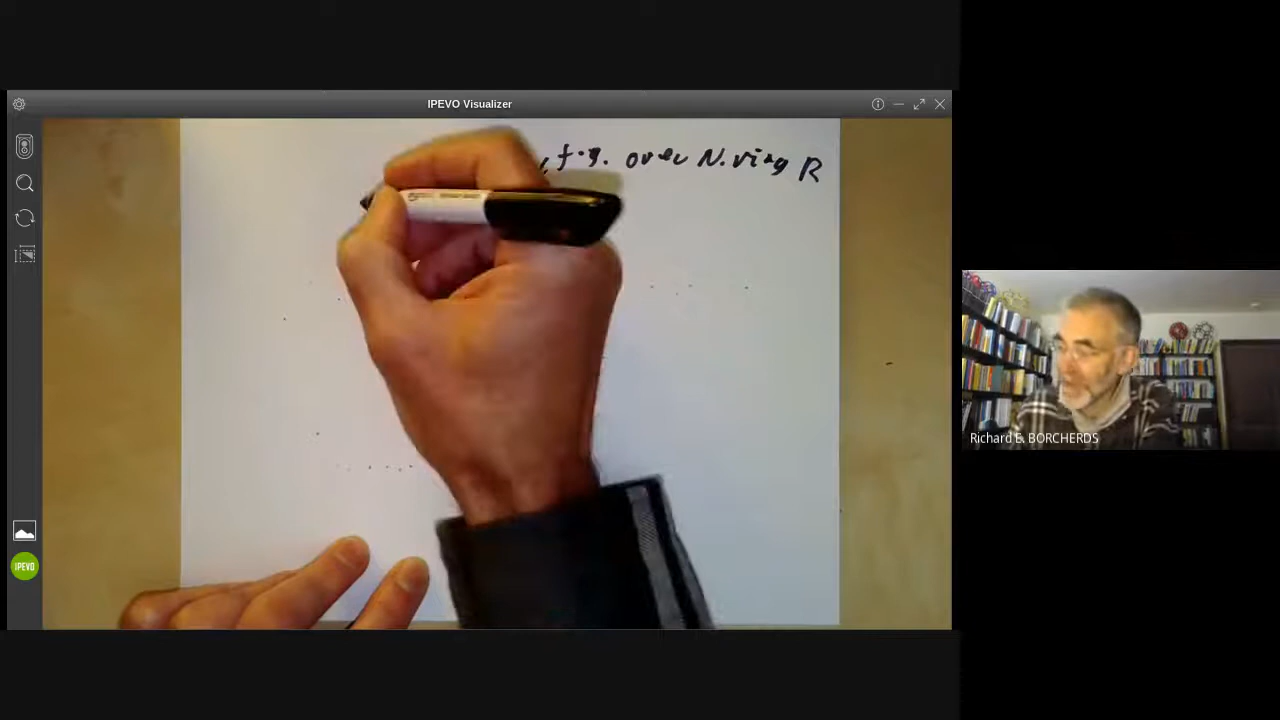 IPEVO Visualizer
, f.g. over N.ring R
Richard E. BORCHERDS
IPEVO